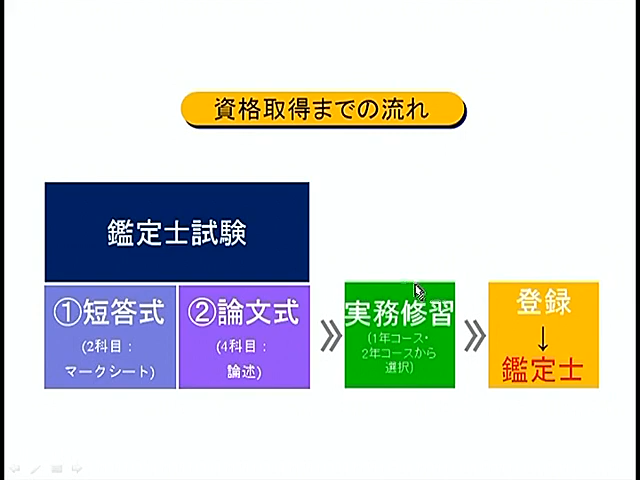 資格取得までの流れ
鑑定士試験
①短答式
(2科目：
マークシート)
②論文式
(4科目：
論述)
実務修習
(1年コース・
2年コースから
選択)
登録
↓
鑑定士